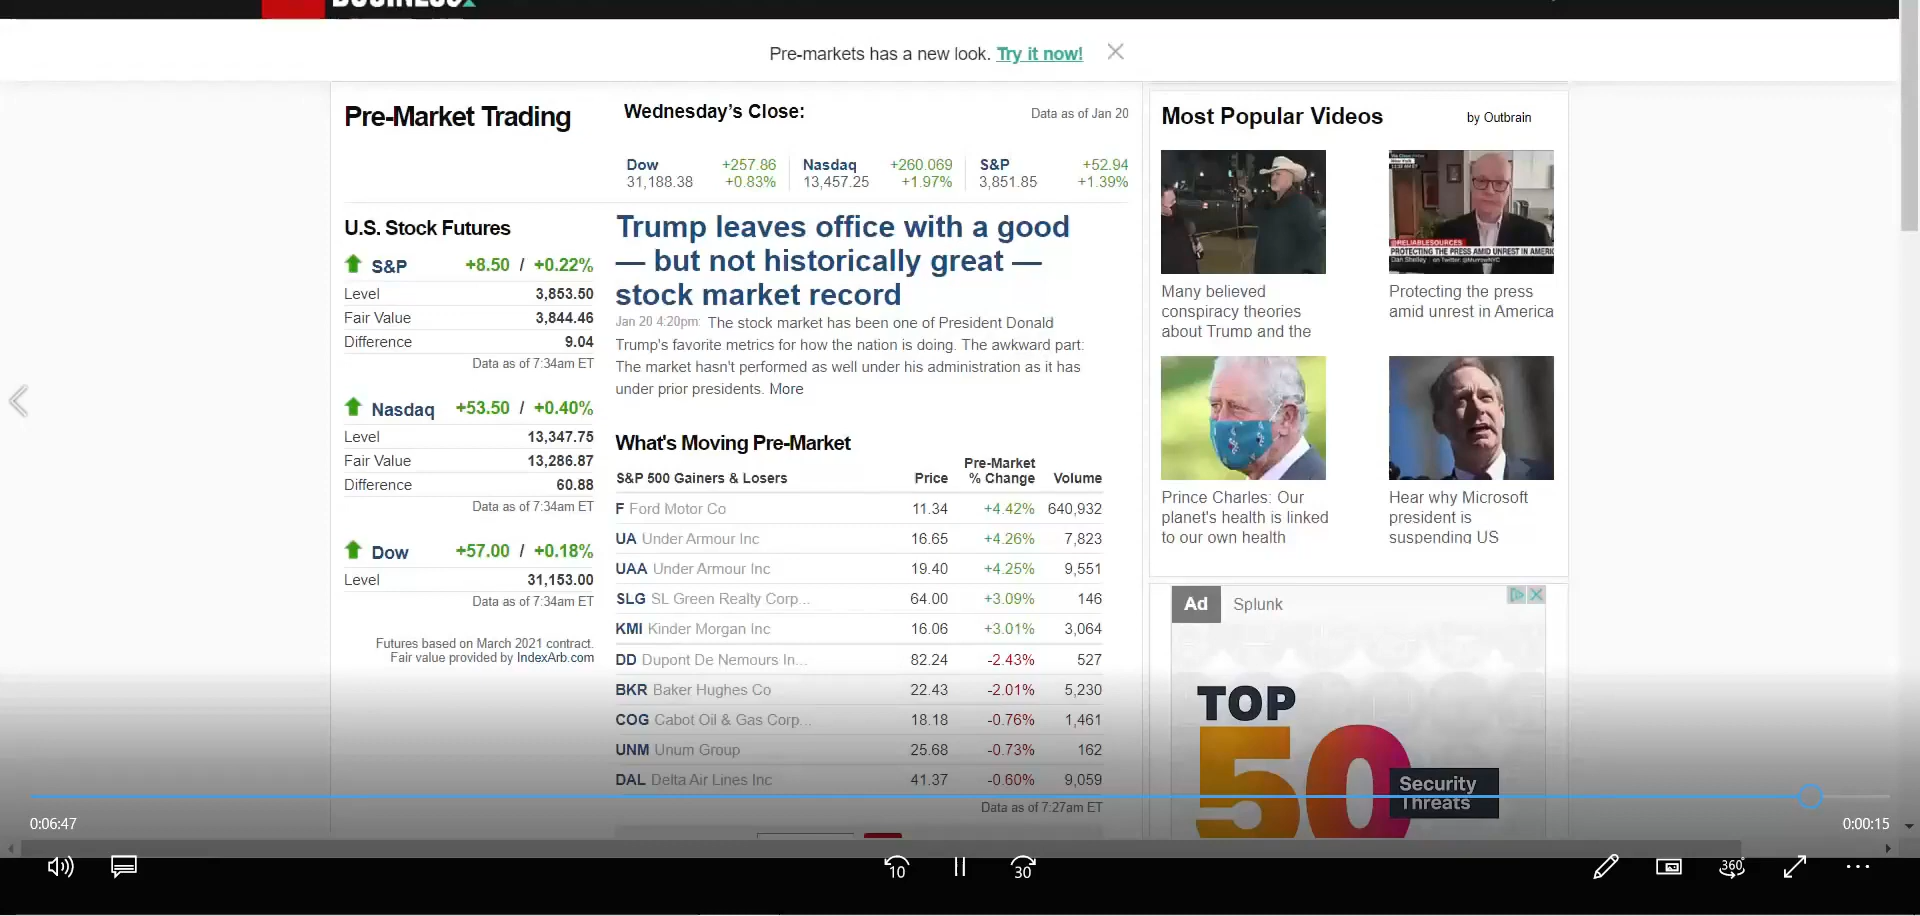 BUSINESS
Pre-markets has a new look. Try it now!
Pre-Market Trading
Wednesday's Close:
Data as of Jan 20
Dow +257.86
31,188.38 +0.83%
Nasdaq +260.069
13,457.25 +1.97%
S&P +52.94
3,851.85 +1.39%
U.S. Stock Futures
S&P +8.50 / +0.22%
Level 3,853.50
Fair Value 3,844.46
Difference 9.04
Data as of 7:34am ET
Nasdaq +53.50 / +0.40%
Level 13,347.75
Fair Value 13,286.87
Difference 60.88
Data as of 7:34am ET
Dow +57.00 / +0.18%
Level 31,153.00
Data as of 7:34am ET
Futures based on March 2021 contract.
Fair value provided by IndexArb.com
Trump leaves office with a good
— but not historically great —
stock market record
Jan 20 4:20pm: The stock market has been one of President Donald
Trump's favorite metrics for how the nation is doing. The awkward part:
The market hasn't performed as well under his administration as it has
under prior presidents. More
What's Moving Pre-Market
S&P 500 Gainers & Losers Price Pre-Market % Change Volume
F Ford Motor Co 11.34 +4.42% 640,932
UA Under Armour Inc 16.65 +4.26% 7,823
UAA Under Armour Inc 19.40 +4.25% 9,551
SLG SL Green Realty Corp... 64.00 +3.09% 146
KMI Kinder Morgan Inc 16.06 +3.01% 3,064
DD Dupont De Nemours In... 82.24 -2.43% 527
BKR Baker Hughes Co 22.43 -2.01% 5,230
COG Cabot Oil & Gas Corp... 18.18 -0.76% 1,461
UNM Unum Group 25.68 -0.73% 162
DAL Delta Air Lines Inc 41.37 -0.60% 9,059
Data as of 7:27am ET
Most Popular Videos
by Outbrain
Many believed
conspiracy theories
about Trump and the
@RELIABLESOURCES
PROTECTING THE PRESS AMID UNREST IN AMERIC
Protecting the press
amid unrest in America
Prince Charles: Our
planet's health is linked
to our own health
Hear why Microsoft
president is
suspending US
Ad Splunk
TOP
50
Security
Threats
0:06:47
0:00:15
10
30
360°